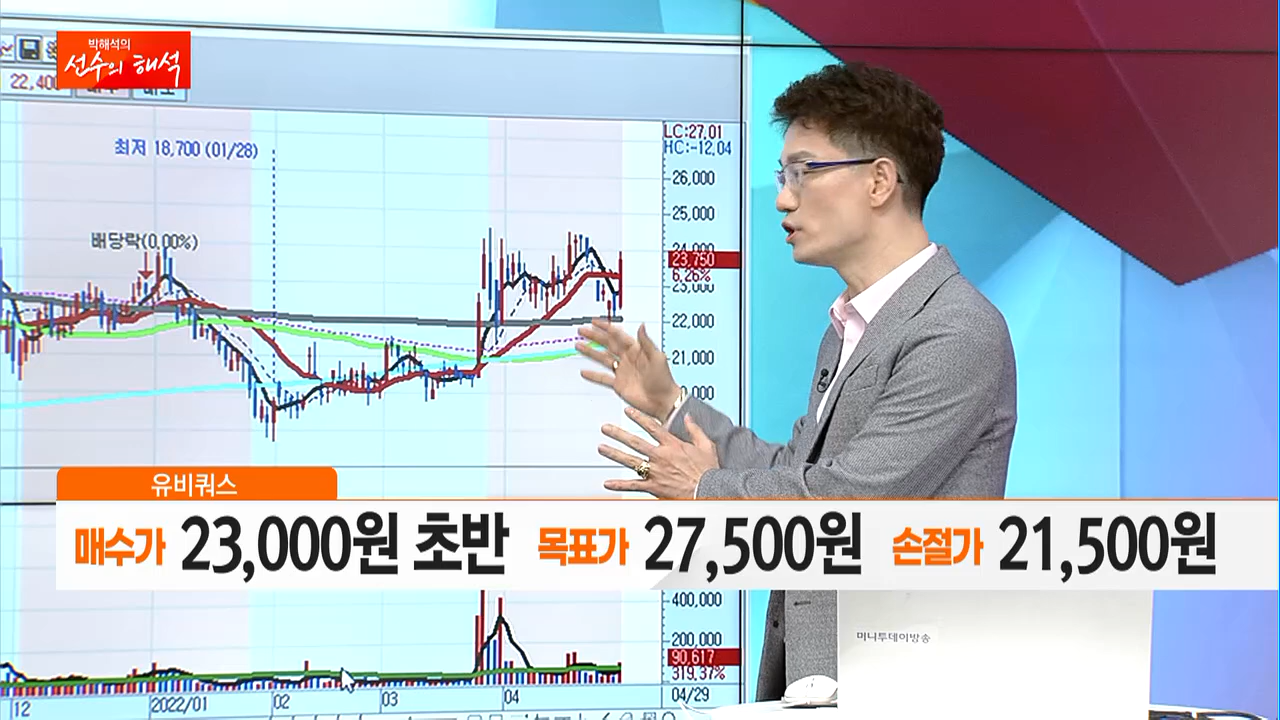 박해석의
선수의 해석
22,400
최저 18,700 (01/28)
배당락(0.00%)
LC:27.01
HC:-12.04
26,000
25,000
24,000
23,750
6.26%
23,000
22,000
21,000
유비쿼스
매수가 23,000원 초반 목표가 27,500원 손절가 21,500원
400,000
200,000
90,617
319.37%
12 2022/01 02 03 04 04/29
미니투데이방송